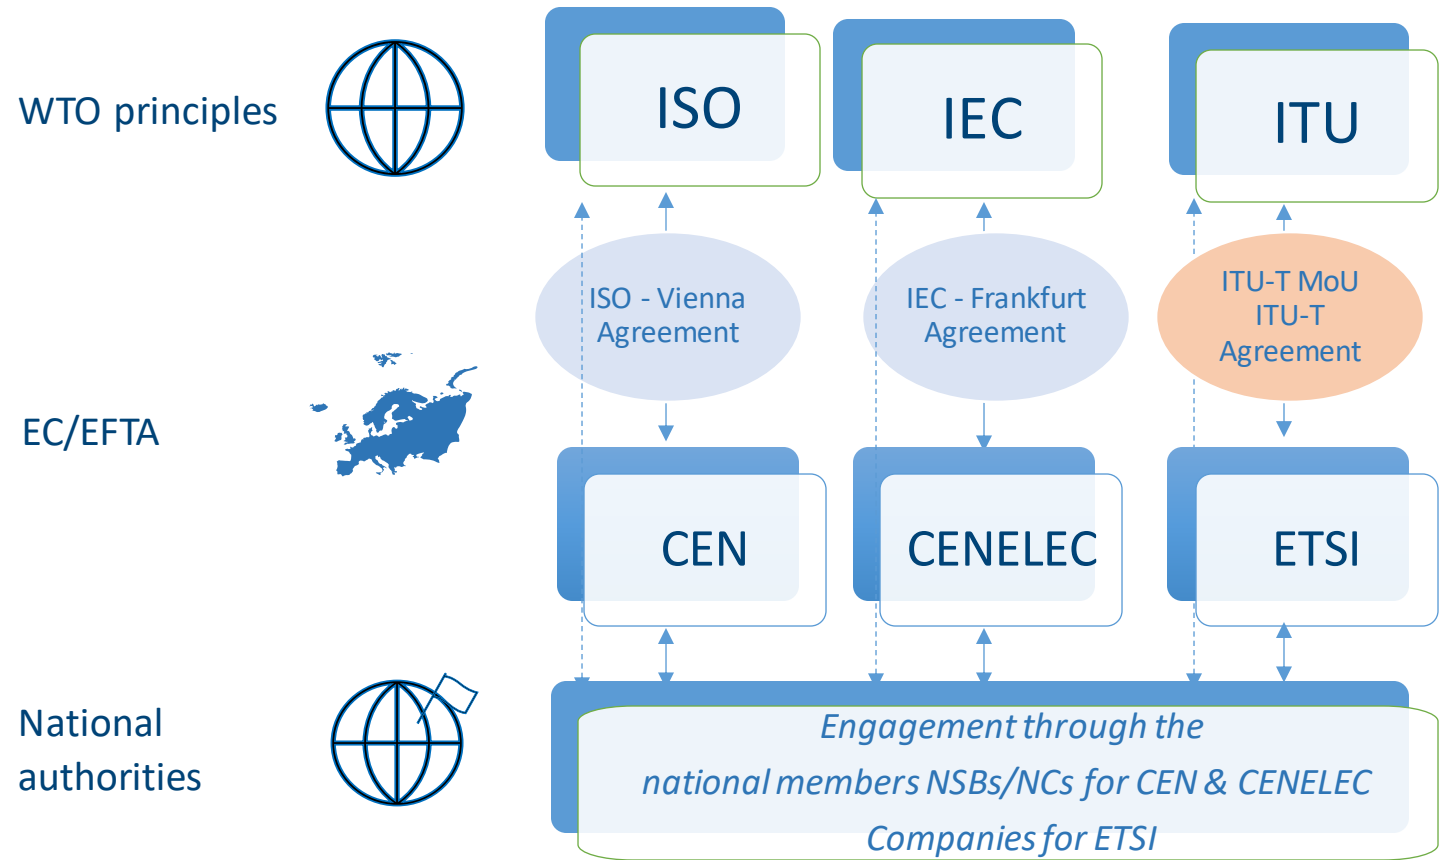 WTO principles
ISO
IEC
ITU
ISO - Vienna
Agreement
IEC - Frankfurt
Agreement
ITU-T MoU
ITU-T
Agreement
EC/EFTA
CEN
CENELEC
ETSI
National
authorities
Engagement through the
national members NSBs/NCs for CEN & CENELEC
Companies for ETSI